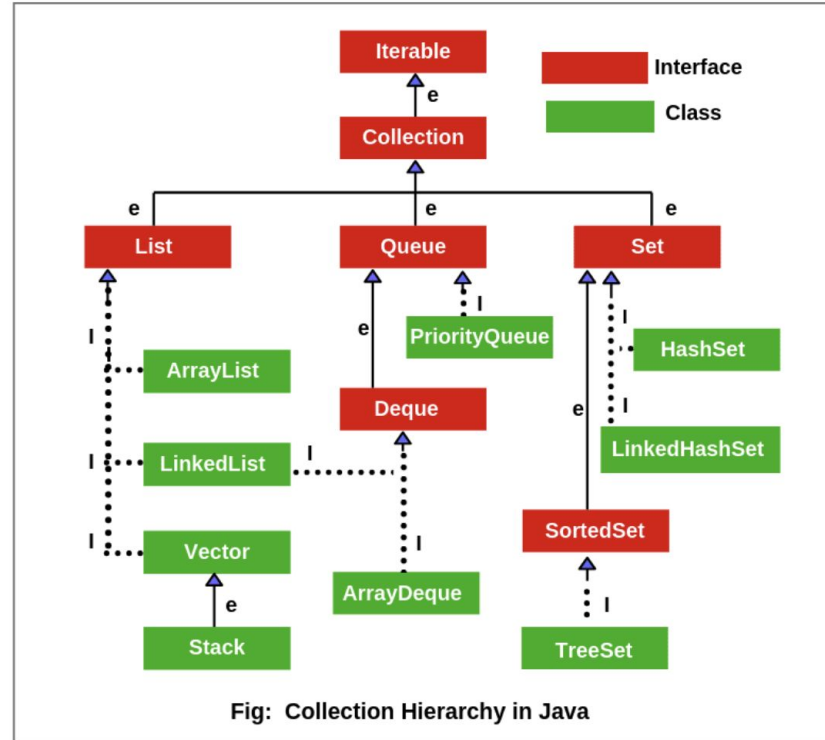 Iterable
Interface
e
Class
Collection
e
e
e
List
Queue
Set
I
e
I
PriorityQueue
I
HashSet
ArrayList
Deque
e
I
LinkedList
I
I
LinkedHashSet
I
Vector
I
SortedSet
e
ArrayDeque
I
Stack
TreeSet
Fig: Collection Hierarchy in Java